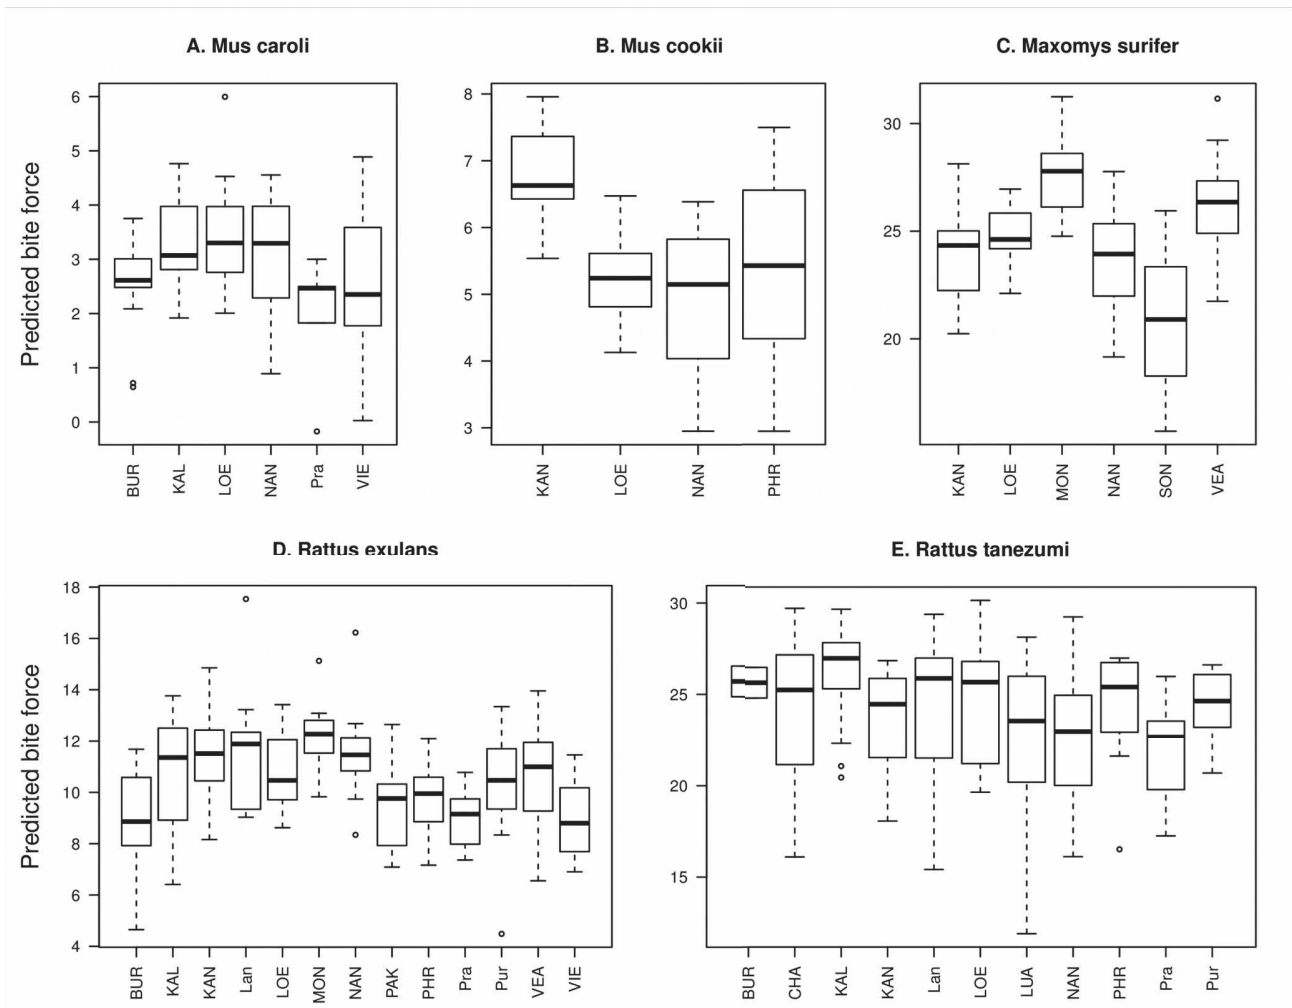 A. Mus caroli
B. Mus cookii
C. Maxomys surifer
Predicted bite force
6
5
4
3
2
1
0
BUR
KAL
LOE
NAN
Pra
VIE
8
7
6
5
4
3
KAN
LOE
NAN
PHR
30
25
20
KAN
LOE
MON
NAN
SON
VEA
D. Rattus exulans
E. Rattus tanezumi
Predicted bite force
18
16
14
12
10
8
6
4
BUR
KAL
KAN
Lan
LOE
MON
NAN
PAK
PHR
Pra
Pur
VEA
VIE
30
25
20
15
BUR
CHA
KAL
KAN
Lan
LOE
LUA
NAN
PHR
Pra
Pur